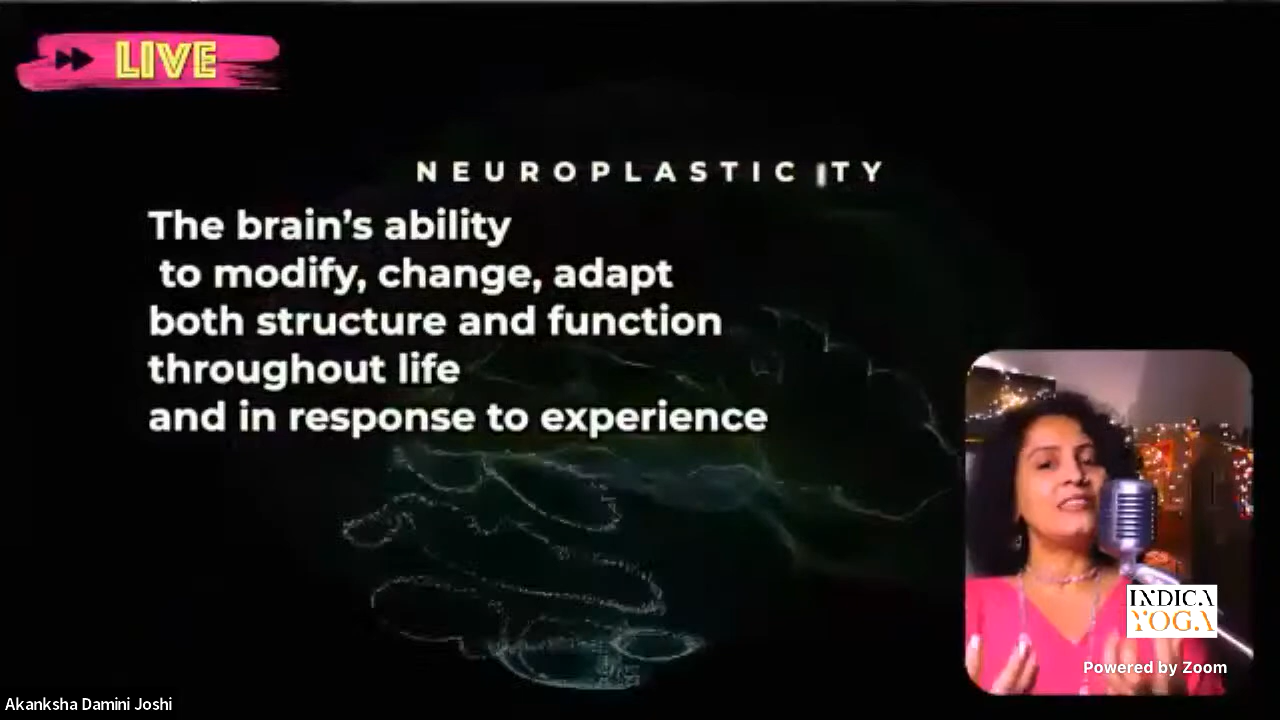 LIVE
NEUROPLASTICITY
The brain’s ability
to modify, change, adapt
both structure and function
throughout life
and in response to experience
INDICA
YOGA
Powered by Zoom
Akanksha Damini Joshi